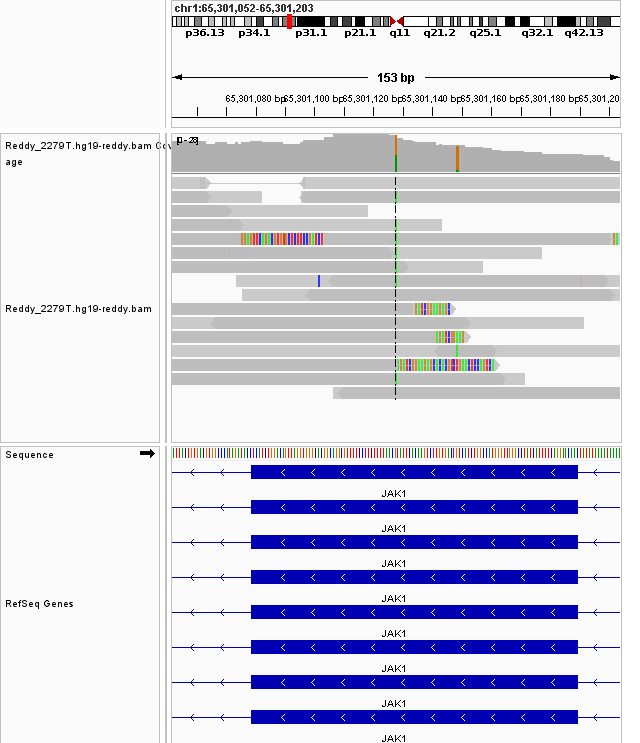 chr1:65,301,052-65,301,203
p36.13 p34.1 p31.1 p21.1 q11 q21.2 q25.1 q32.1 q42.13
153 bp
65,301,080 bp 65,301,100 bp 65,301,120 bp 65,301,140 bp 65,301,160 bp 65,301,180 bp 65,301,20
Reddy_2279T.hg19-reddy.bam Cov
age
Reddy_2279T.hg19-reddy.bam
Sequence
JAK1
JAK1
JAK1
JAK1
RefSeq Genes
JAK1
JAK1
JAK1
JAK1